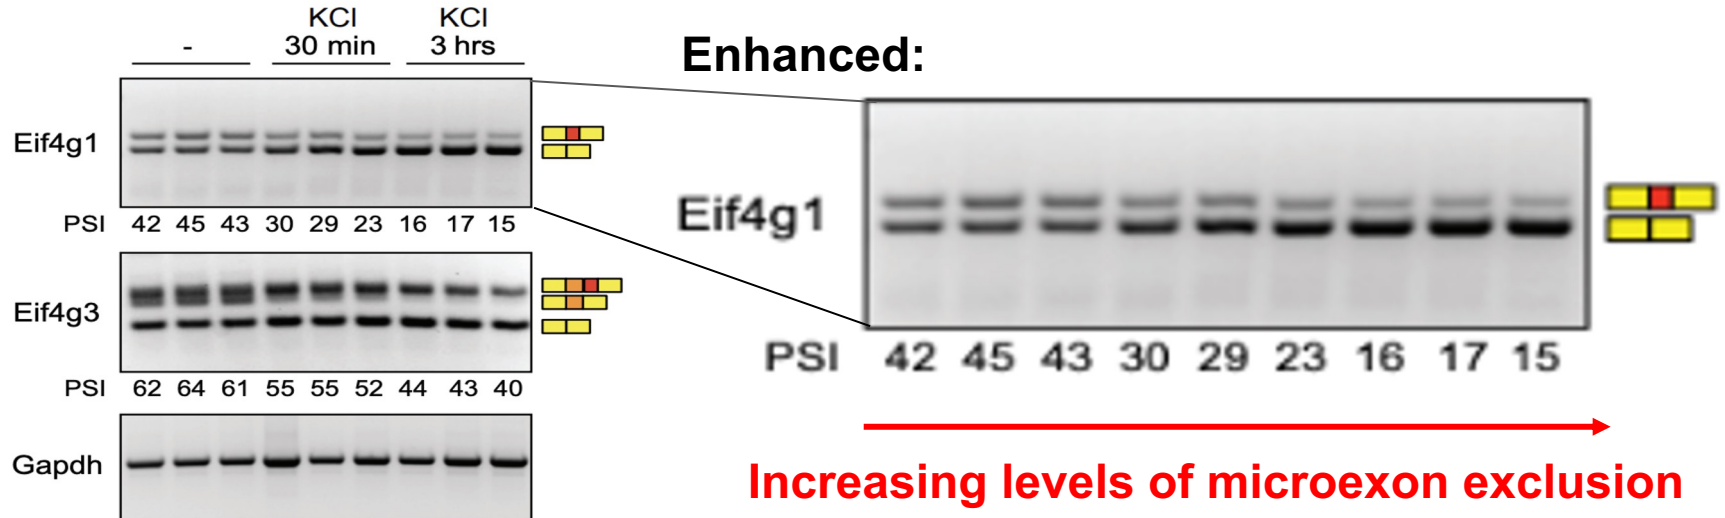 KCl KCl
- 30 min 3 hrs
Enhanced:
Eif4g1
PSI 42 45 43 30 29 23 16 17 15
Eif4g3
PSI 62 64 61 55 55 52 44 43 40
Gapdh
Eif4g1
PSI 42 45 43 30 29 23 16 17 15
Increasing levels of microexon exclusion